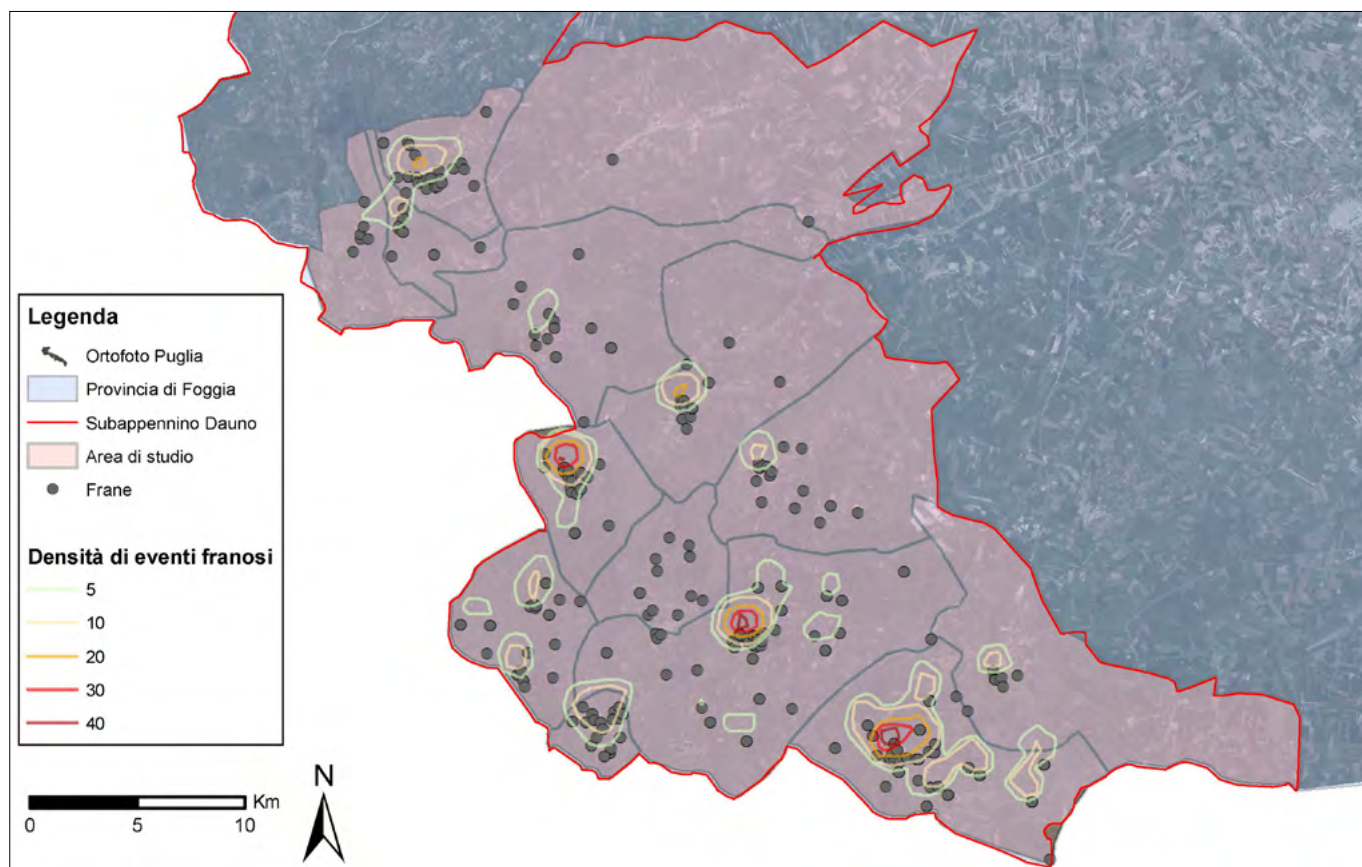 Legenda
Ortofoto Puglia
Provincia di Foggia
Subappennino Dauno
Area di studio
Frane
Densità di eventi franosi
5
10
20
30
40
Km
0 5 10
N